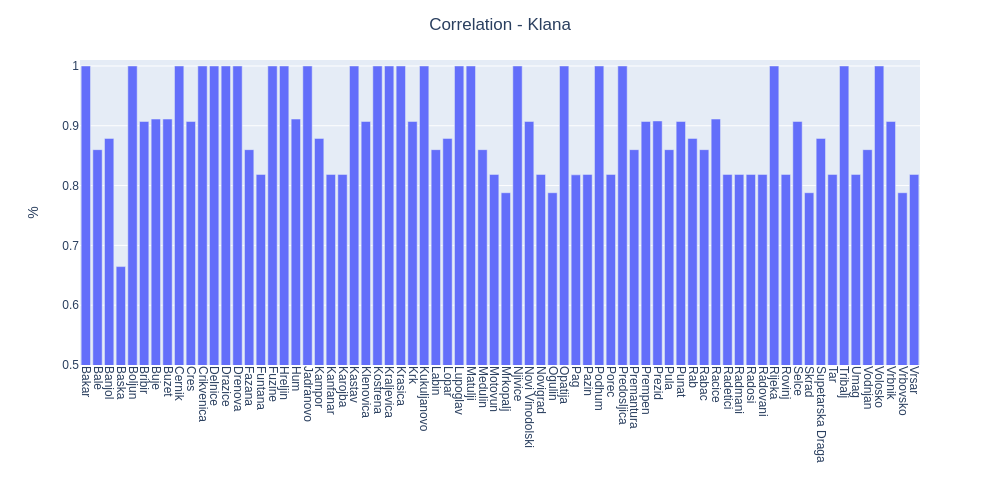 Correlation - Klana
%
1
0.9
0.8
0.7
0.6
0.5
Bakar
Bale
Banjol
Baska
Boljun
Bribir
Buje
Buzet
Cernik
Cres
Crikvenica
Delnice
Drazice
Drenova
Fazana
Funtana
Fuzine
Hreljin
Hum
Jadranovo
Kampor
Kanfanar
Karojba
Kastav
Klenovica
Kostrena
Kraljevica
Krasica
Krk
Kukuljanovo
Labin
Lopar
Lupoglav
Matulji
Medulin
Motovun
Mrkopalj
Njivice
Novi Vinodolski
Novigrad
Ogulin
Opatija
Pag
Pazin
Podhum
Porec
Predosljica
Premantura
Prempen
Prezid
Pula
Punat
Rab
Rabac
Racice
Radetici
Radmani
Radosi
Rađovani
Rijeka
Rovinj
Selce
Skrad
Supetarska Draga
Tar
Tribalj
Umag
Vodnjan
Volosko
Vrbnik
Vrbovsko
Vrsar